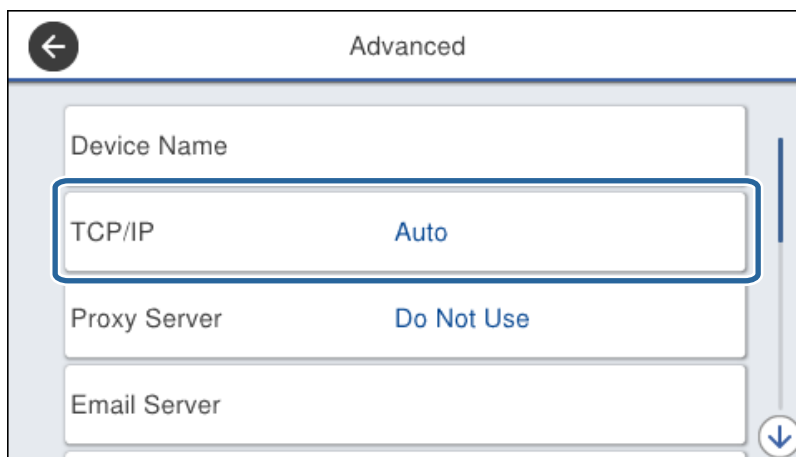 Advanced
Device Name
TCP/IP Auto
Proxy Server Do Not Use
Email Server